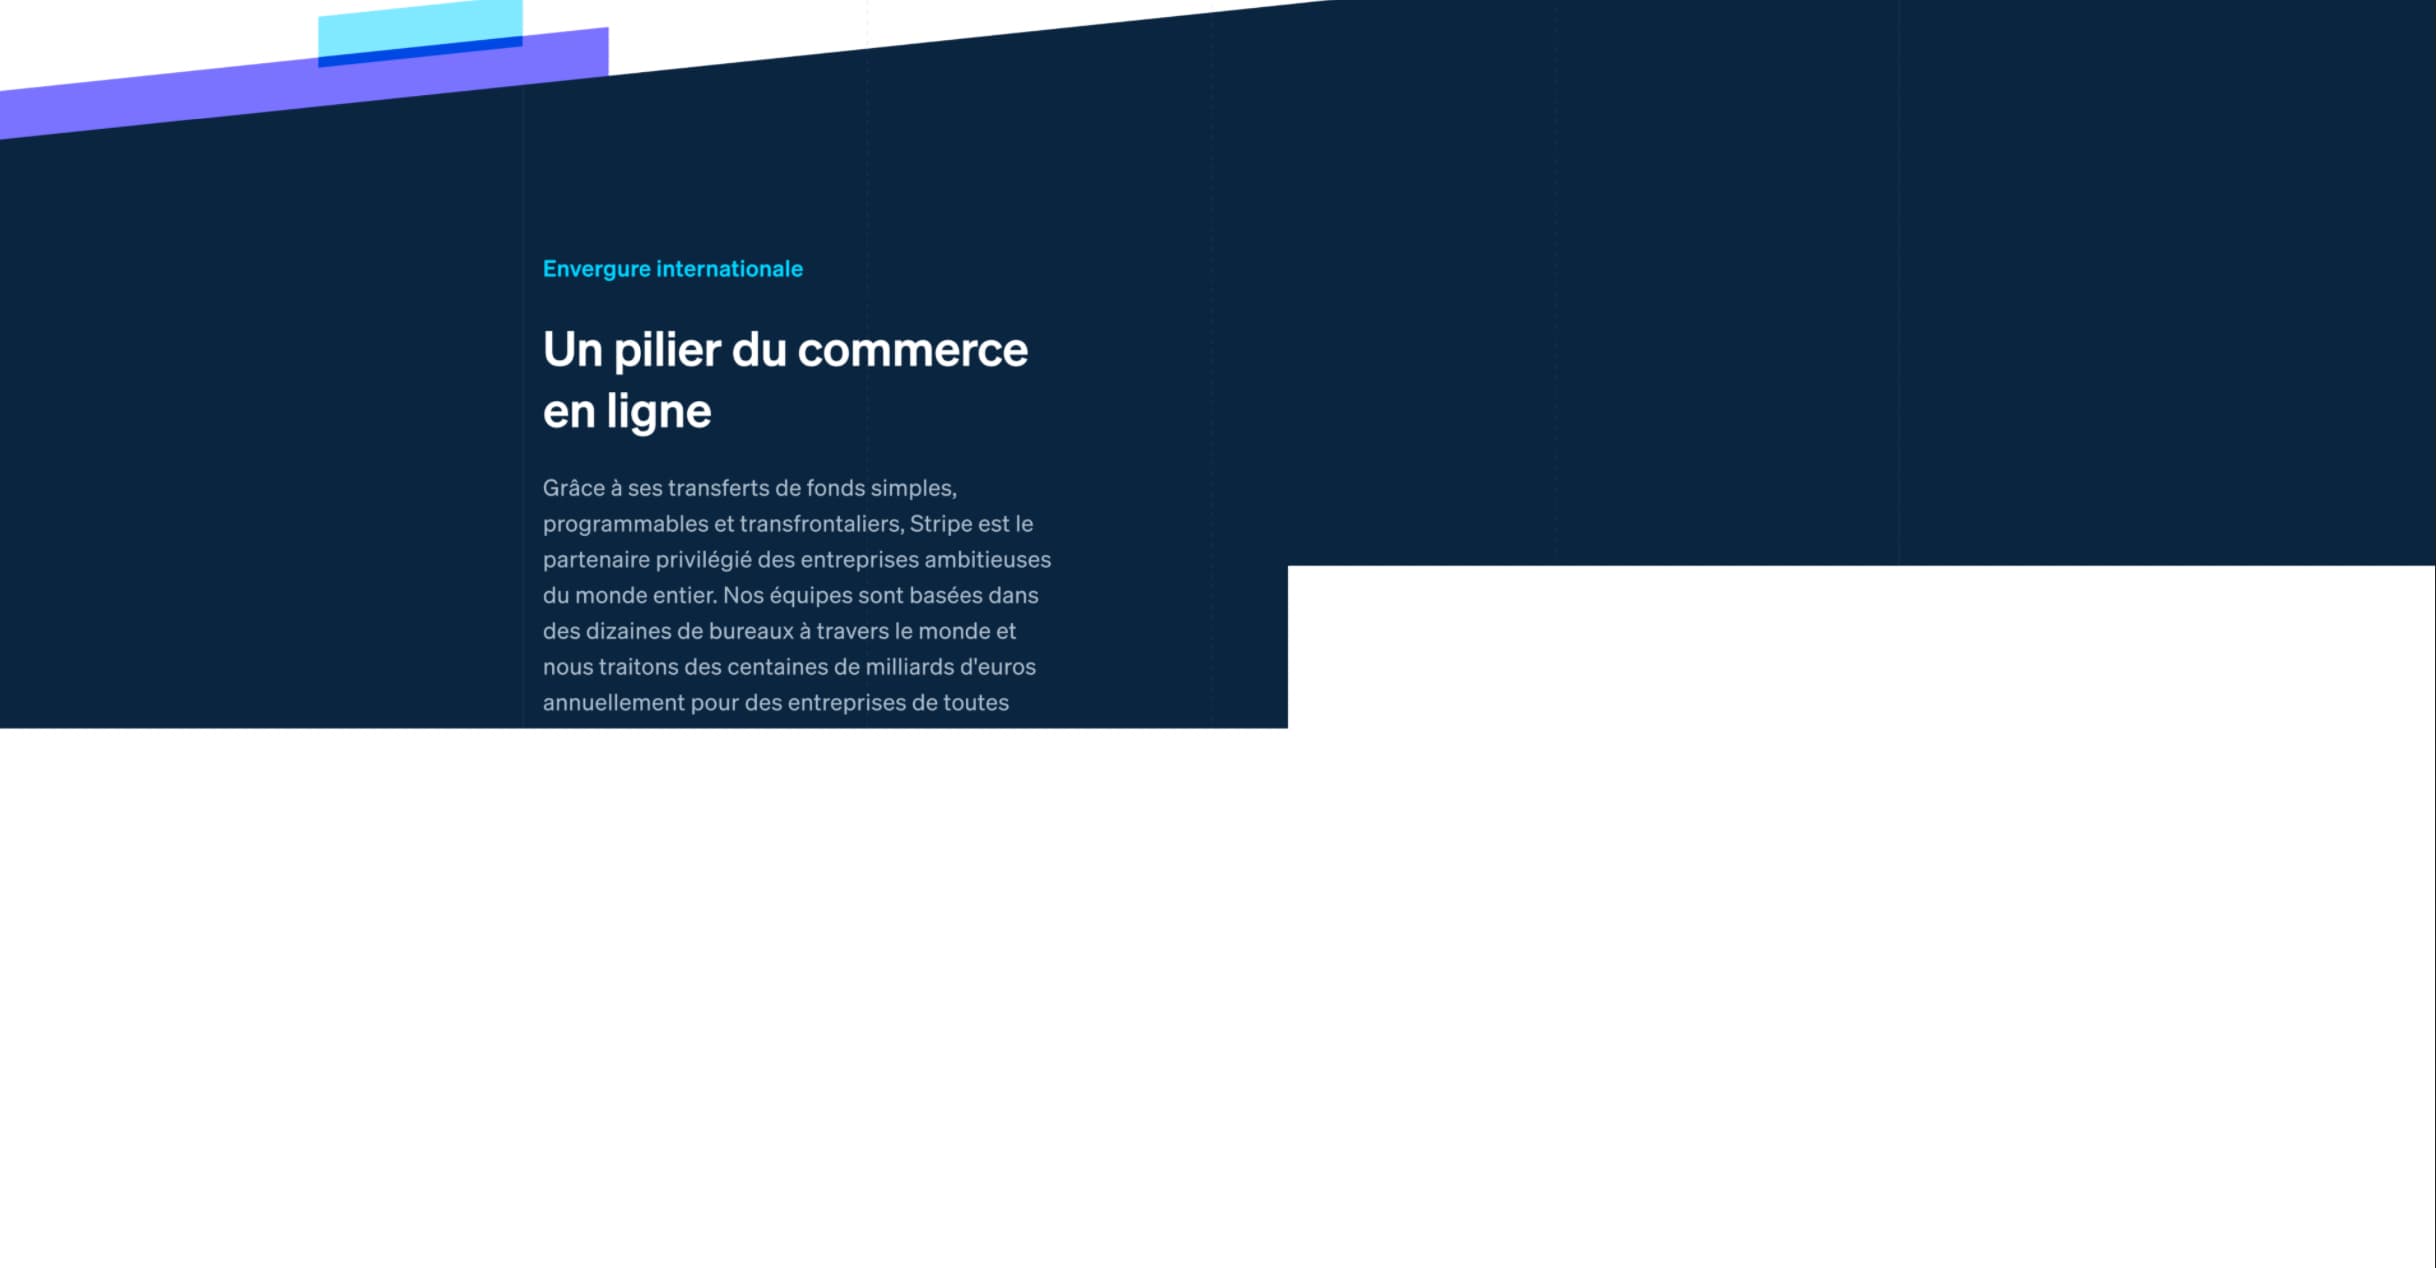 Envergure internationale
Un pilier du commerce
en ligne
Grâce à ses transferts de fonds simples,
programmables et transfrontaliers, Stripe est le
partenaire privilégié des entreprises ambitieuses
du monde entier. Nos équipes sont basées dans
des dizaines de bureaux à travers le monde et
nous traitons des centaines de milliards d'euros
annuellement pour des entreprises de toutes